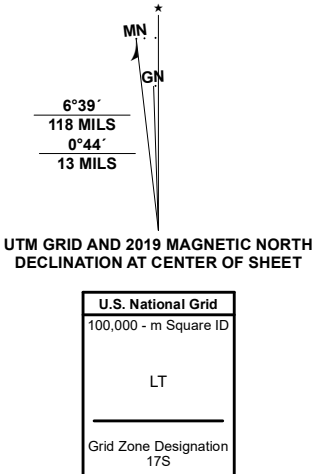 ★
MN
GN
6°39´
118 MILS
0°44´
13 MILS
UTM GRID AND 2019 MAGNETIC NORTH
DECLINATION AT CENTER OF SHEET
U.S. National Grid
100,000 - m Square ID
LT
Grid Zone Designation
17S